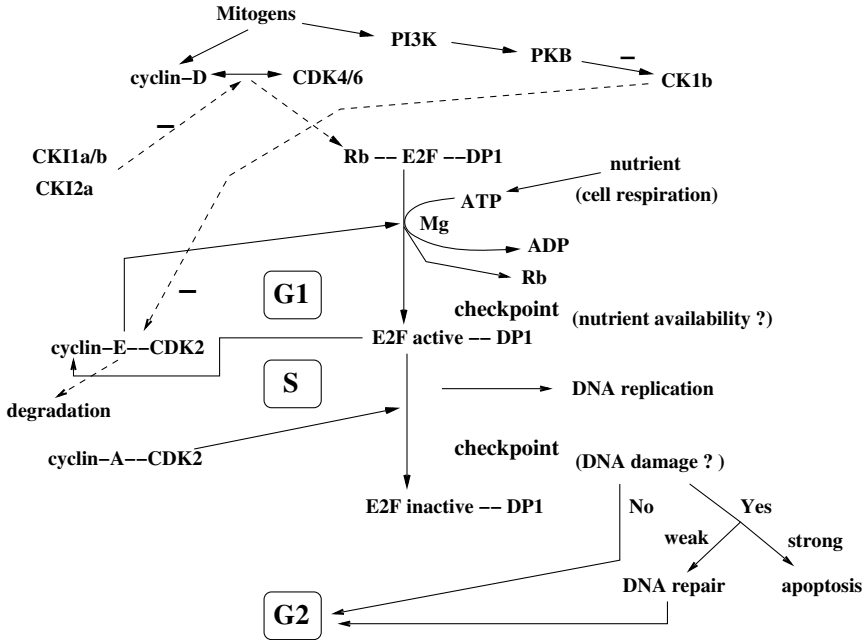 Mitogens
PI3K
PKB
–
cyclin–D
CDK4/6
CK1b
–
CKI1a/b
CKI2a
Rb –– E2F ––DP1
nutrient
(cell respiration)
ATP
Mg
ADP
Rb
G1
–
checkpoint
(nutrient availability ?)
cyclin–E––CDK2
E2F active –– DP1
S
DNA replication
degradation
cyclin–A––CDK2
checkpoint
(DNA damage ? )
E2F inactive –– DP1
No
Yes
weak
strong
DNA repair
apoptosis
G2